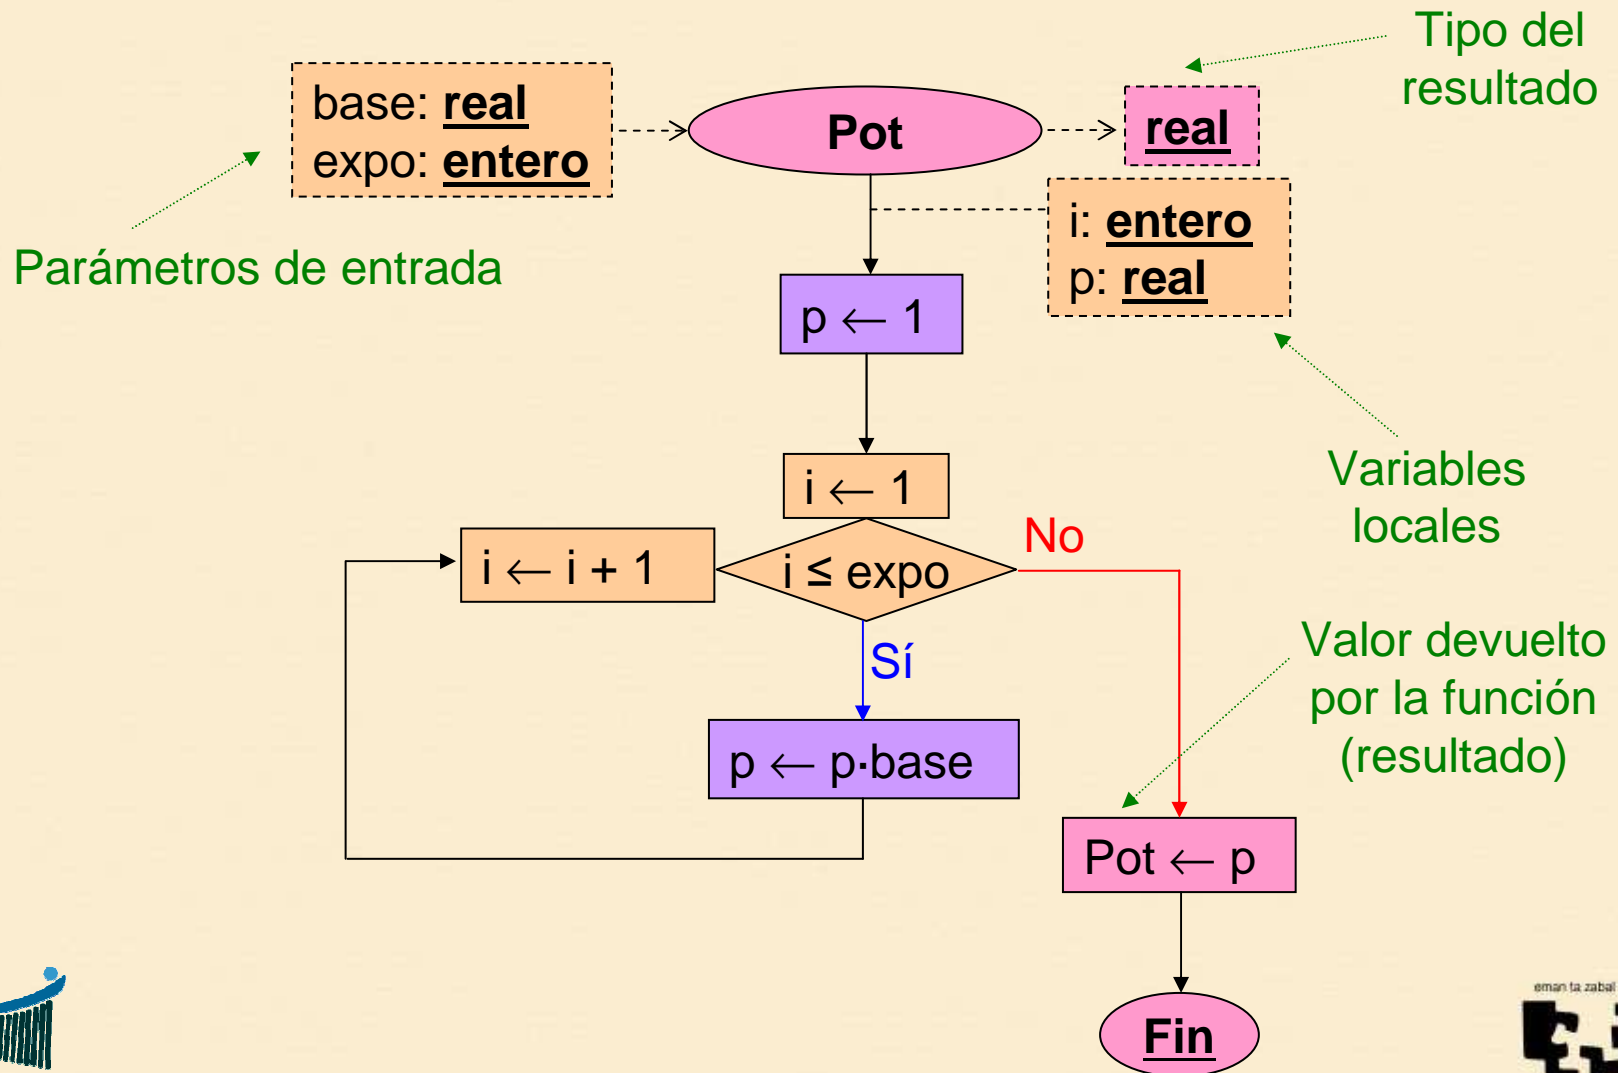 Tipo del
resultado
base: real
expo: entero
Pot
real
i: entero
p: real
Parámetros de entrada
p ← 1
Variables
locales
i ← 1
No
i ← i + 1
i ≤ expo
Sí
Valor devuelto
por la función
(resultado)
p ← p·base
Pot ← p
Fin
eman ta zabal